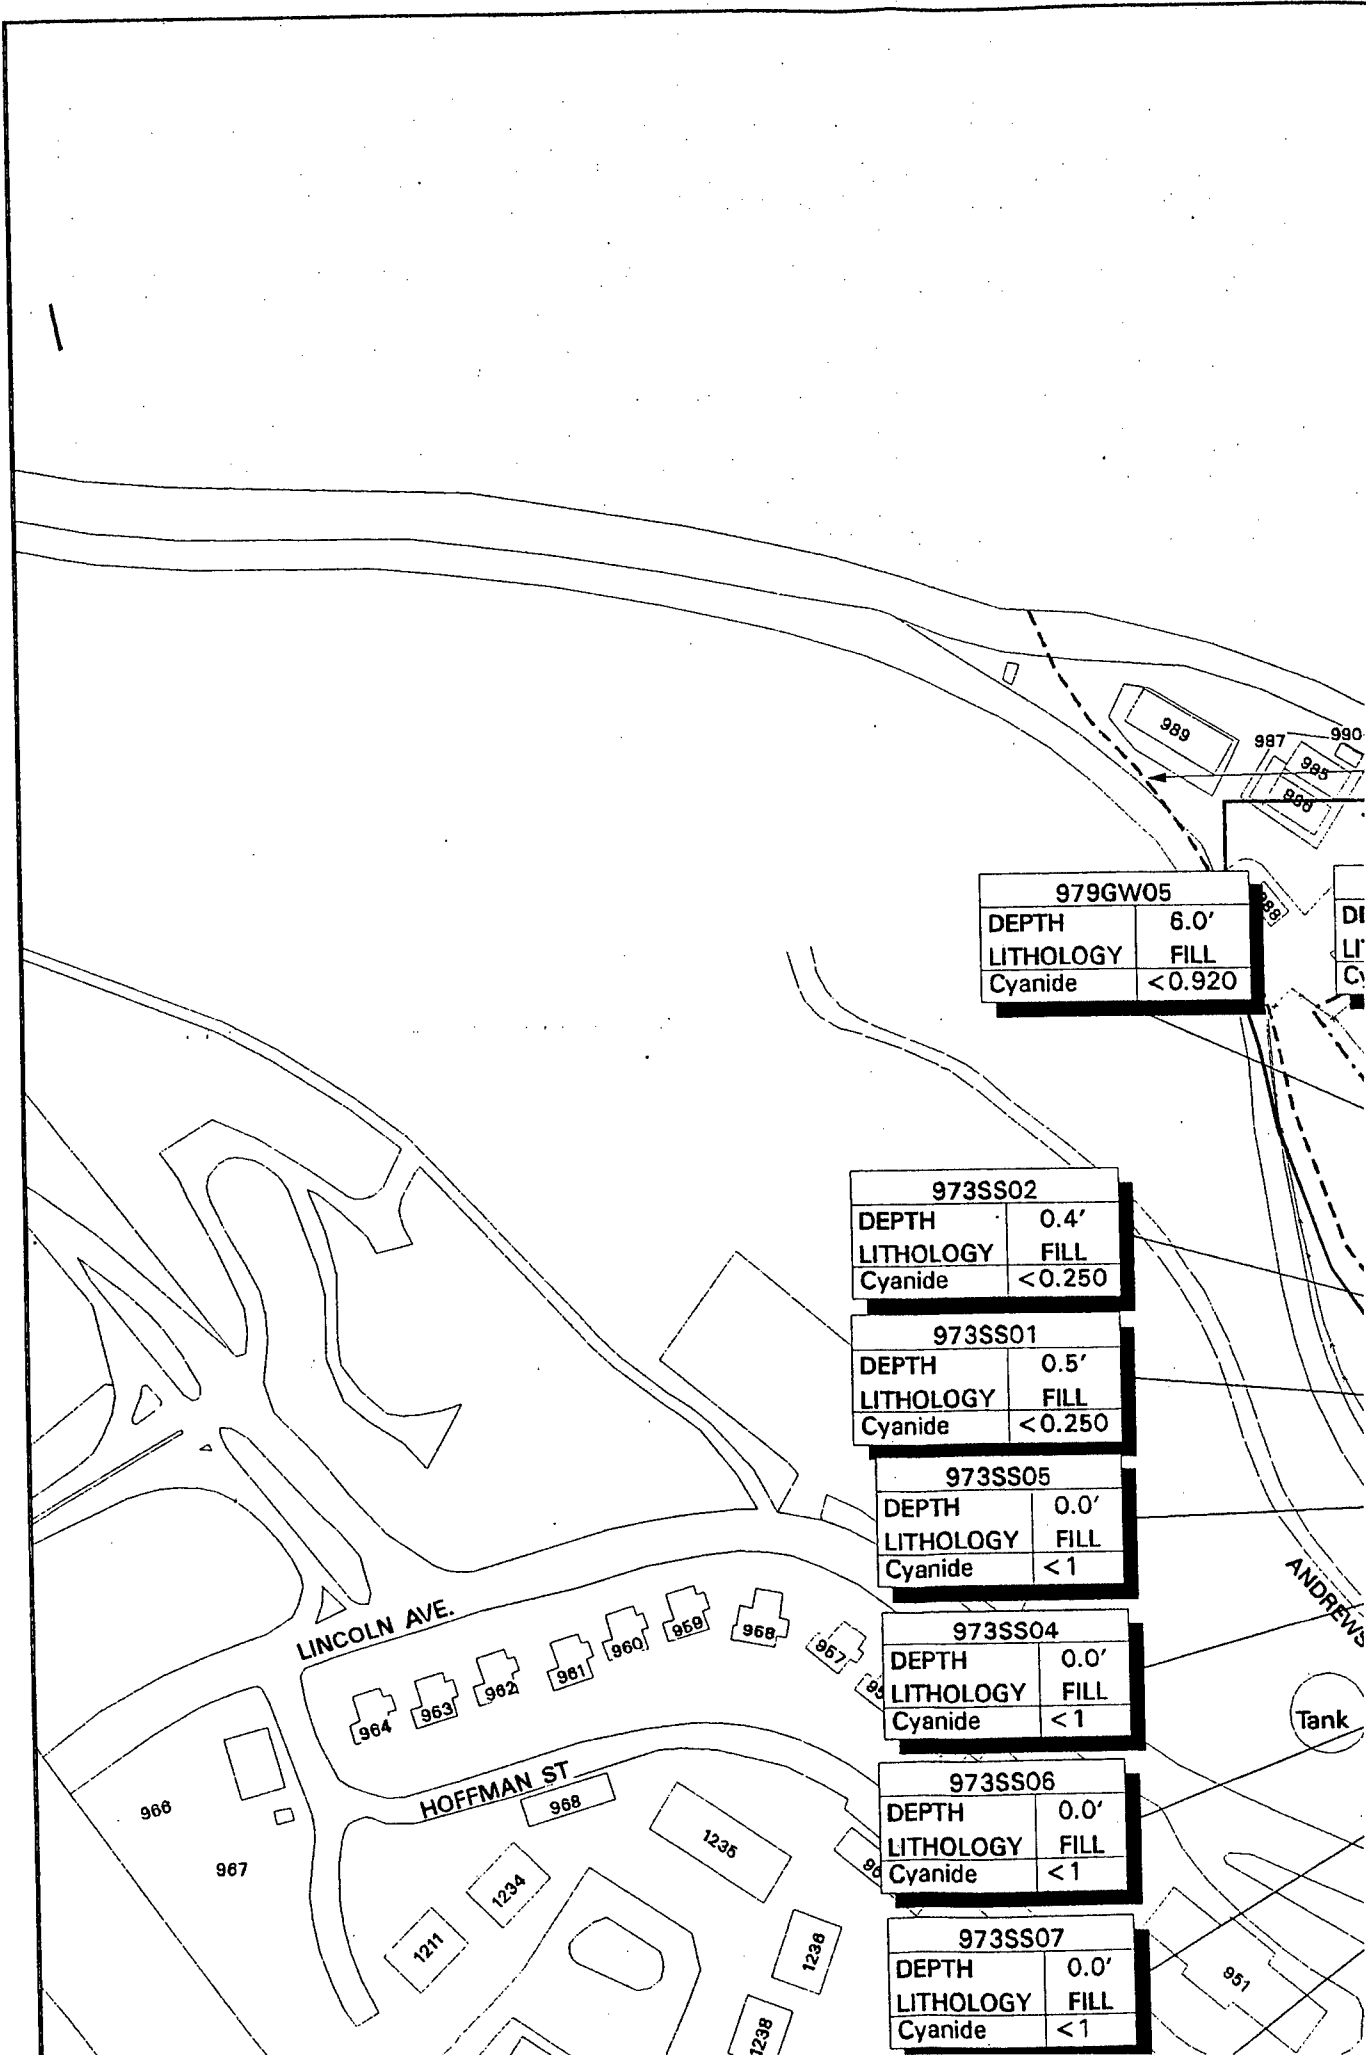 989
987
990
985
986
988
979GW05
DEPTH 6.0'
LITHOLOGY FILL
Cyanide <0.920
973SS02
DEPTH 0.4'
LITHOLOGY FILL
Cyanide <0.250
973SS01
DEPTH 0.5'
LITHOLOGY FILL
Cyanide <0.250
973SS05
DEPTH 0.0'
LITHOLOGY FILL
Cyanide <1
ANDREWS
LINCOLN AVE.
959
958
960
957
961
962
963
964
973SS04
DEPTH 0.0'
LITHOLOGY FILL
Cyanide <1
Tank
HOFFMAN ST
968
966
967
1235
973SS06
DEPTH 0.0'
LITHOLOGY FILL
Cyanide <1
1234
1211
1236
1238
973SS07
DEPTH 0.0'
LITHOLOGY FILL
Cyanide <1
951